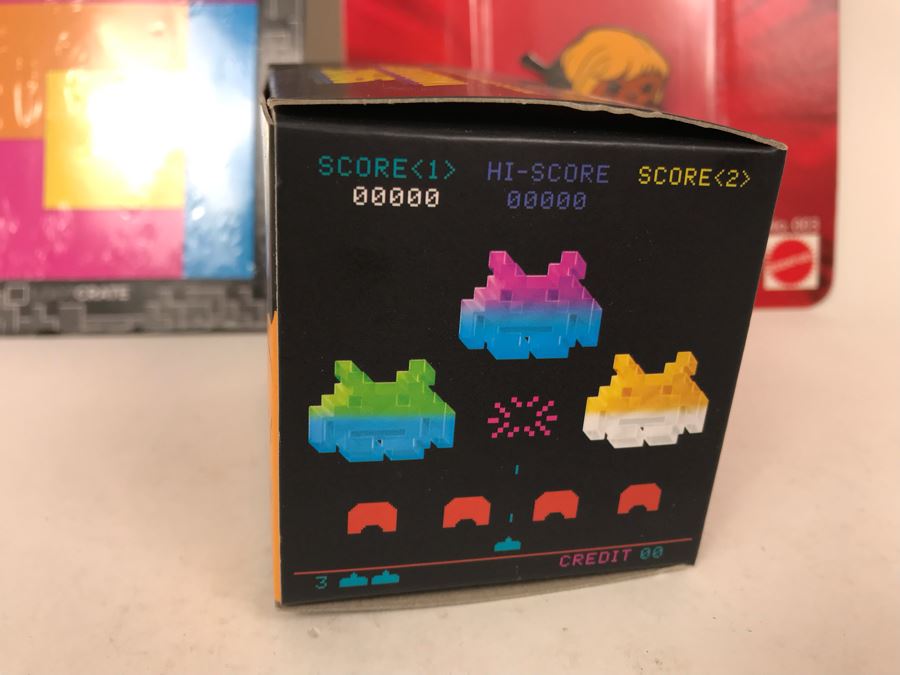 SCORE<1> HI-SCORE SCORE<2>
00000 00000
CREDIT 00
3
CRATE